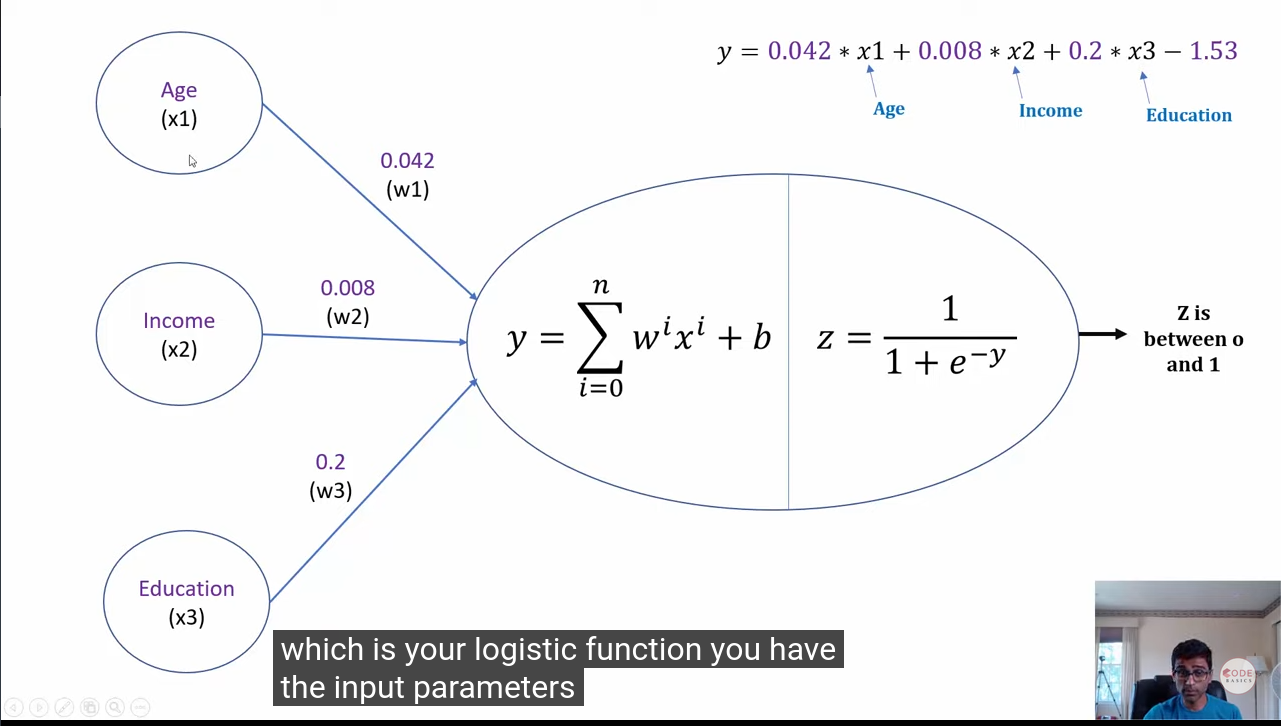 y = 0.042 * x1 + 0.008 * x2 + 0.2 * x3 − 1.53
Age
Income
Education
Age
(x1)
0.042
(w1)
Income
(x2)
0.008
(w2)
Education
(x3)
0.2
(w3)
y = ∑_{i=0}^{n} w^i x^i + b
z = 1 / (1 + e^{−y})
Z is
between 0
and 1
which is your logistic function you have
the input parameters
CODE
BASICS